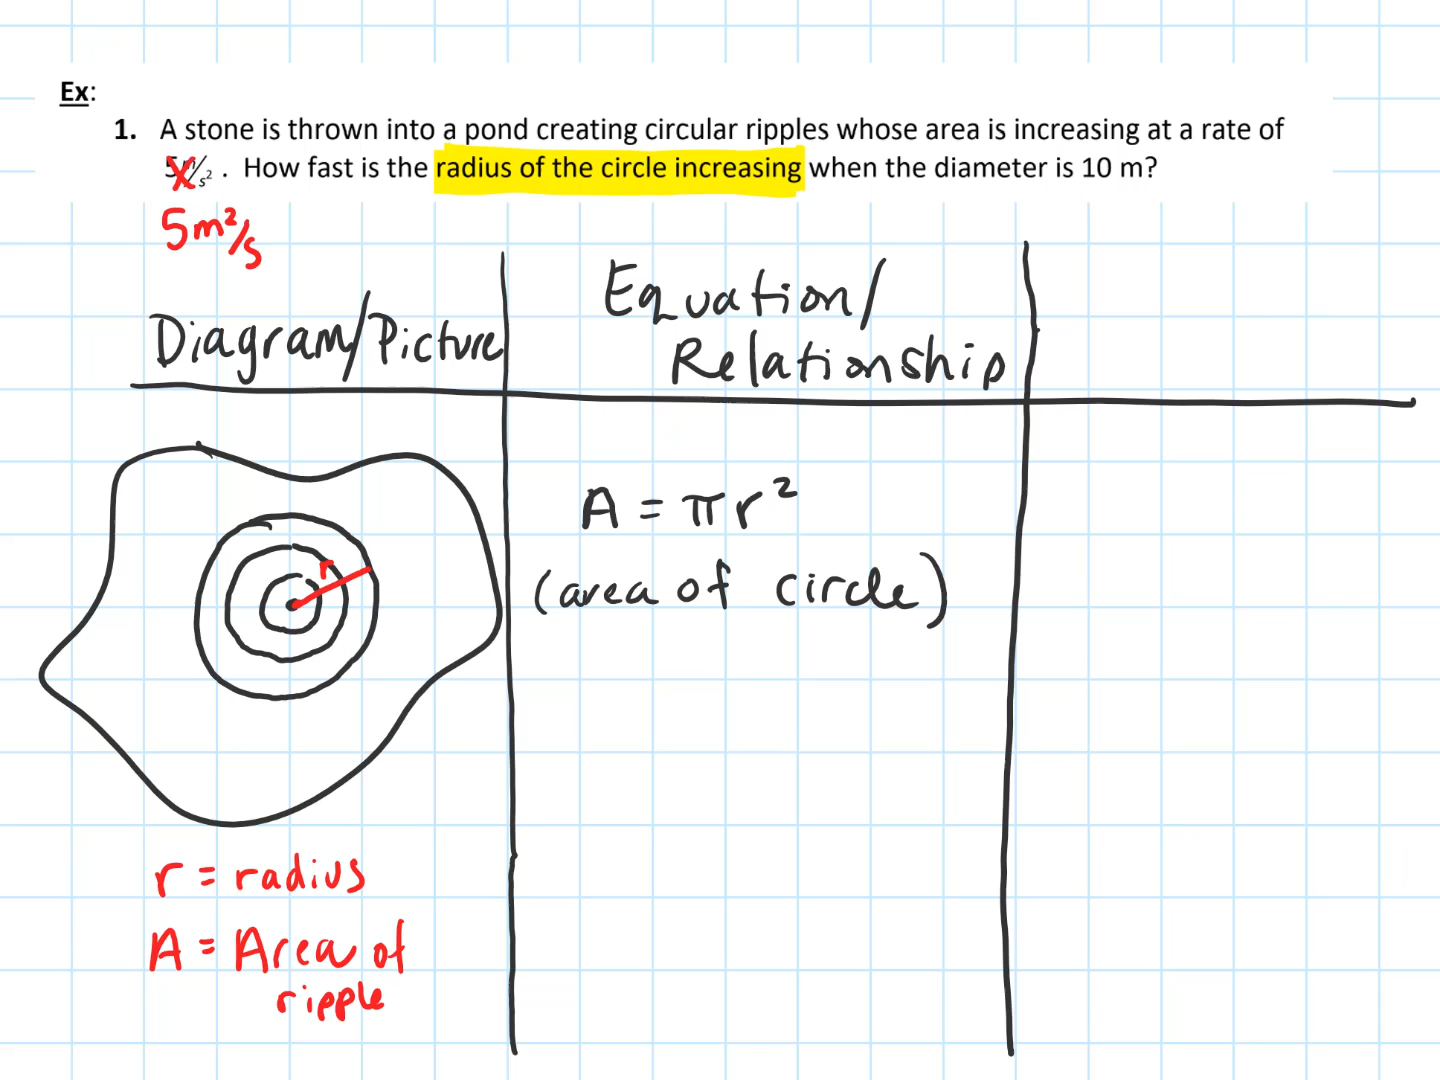 Ex:
1. A stone is thrown into a pond creating circular ripples whose area is increasing at a rate of
. How fast is the radius of the circle increasing when the diameter is 10 m?
5m²/s
Diagram/Picture
Equation/
Relationship
r
A = πr²
(area of circle)
r = radius
A = Area of
ripple